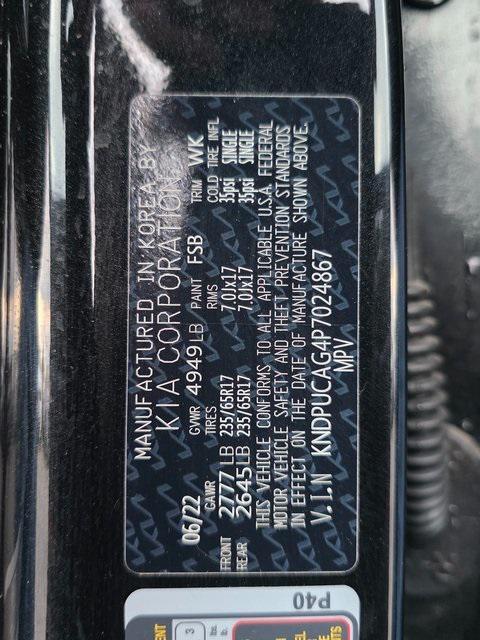 MANUFACTURED IN KOREA BY
KIA CORPORATION
06/22 GVWR 4949LB PAINT FSB TRIM WK
GAWR TIRES RIMS COLD TIRE INFL
FRONT 2777LB 235/65R17 7.0Jx17 35psi SINGLE
REAR 2645LB 235/65R17 7.0Jx17 35psi SINGLE
THIS VEHICLE CONFORMS TO ALL APPLICABLE U.S.A. FEDERAL
MOTOR VEHICLE SAFETY AND THEFT PREVENTION STANDARDS
IN EFFECT ON THE DATE OF MANUFACTURE SHOWN ABOVE.
V.I.N KNDPUCAG4P7024867
MPV
P40
3